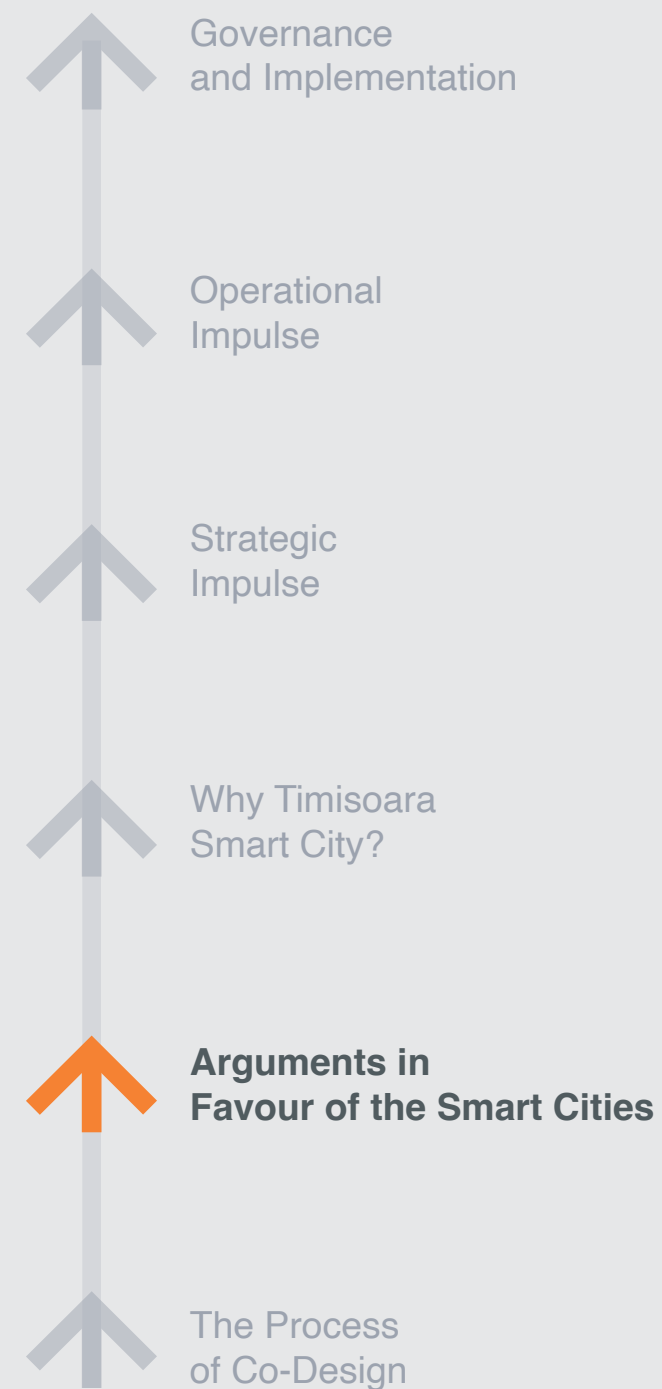 Governance
and Implementation
Operational
Impulse
Strategic
Impulse
Why Timisoara
Smart City?
Arguments in
Favour of the Smart Cities
The Process
of Co-Design